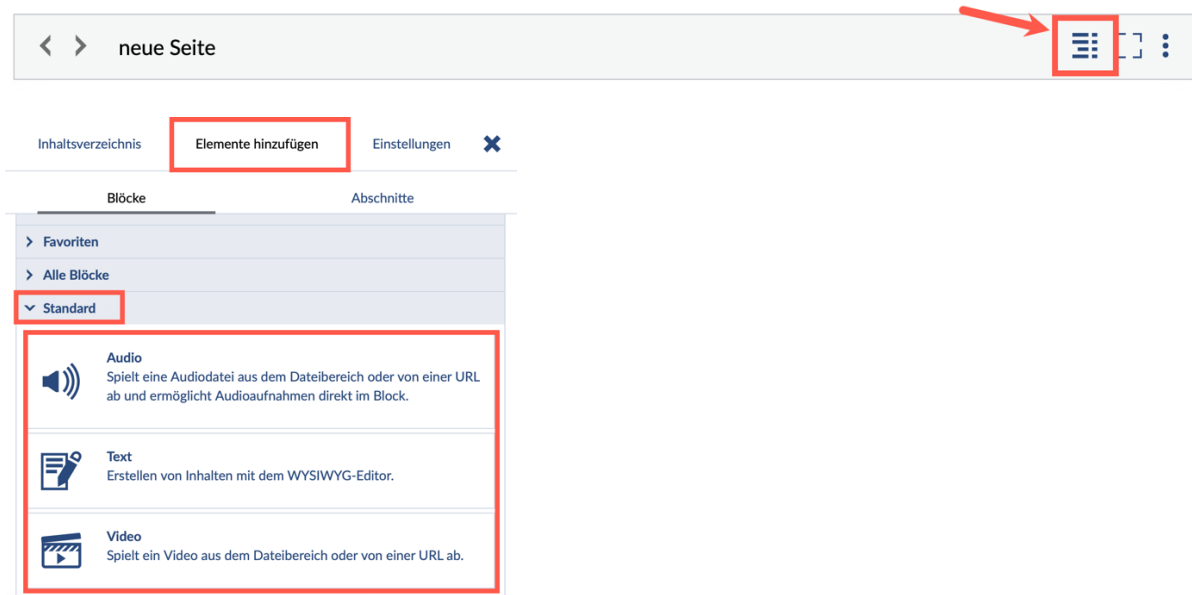 neue Seite
Inhaltsverzeichnis Elemente hinzufügen Einstellungen
Blöcke Abschnitte
Favoriten
Alle Blöcke
Standard
Audio
Spielt eine Audiodatei aus dem Dateibereich oder von einer URL
ab und ermöglicht Audioaufnahmen direkt im Block.
Text
Erstellen von Inhalten mit dem WYSIWYG-Editor.
Video
Spielt ein Video aus dem Dateibereich oder von einer URL ab.